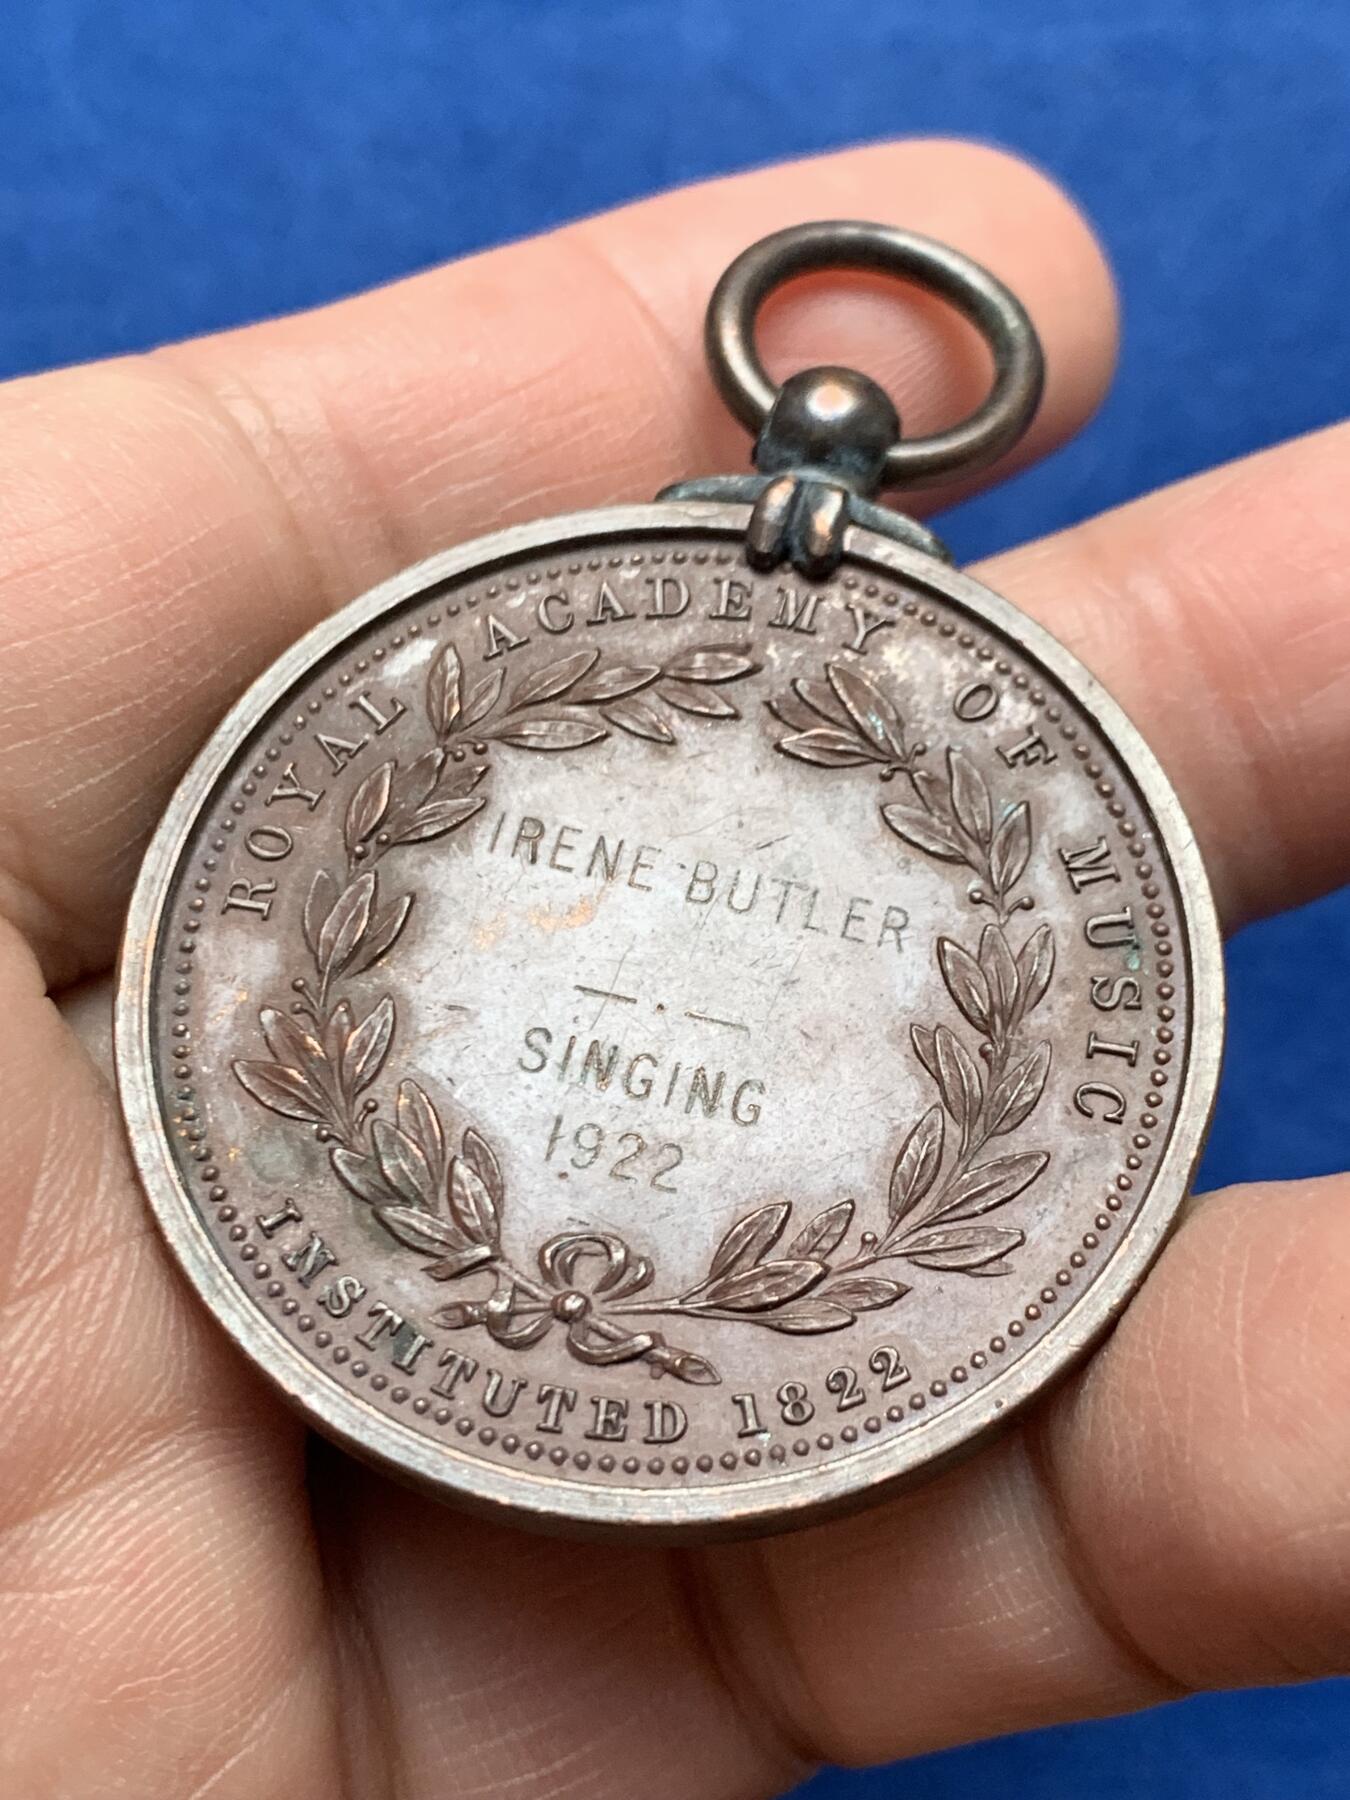 ROYAL ACADEMY OF MUSIC
IRENE BUTLER
SINGING
1922
INSTITUTED 1822